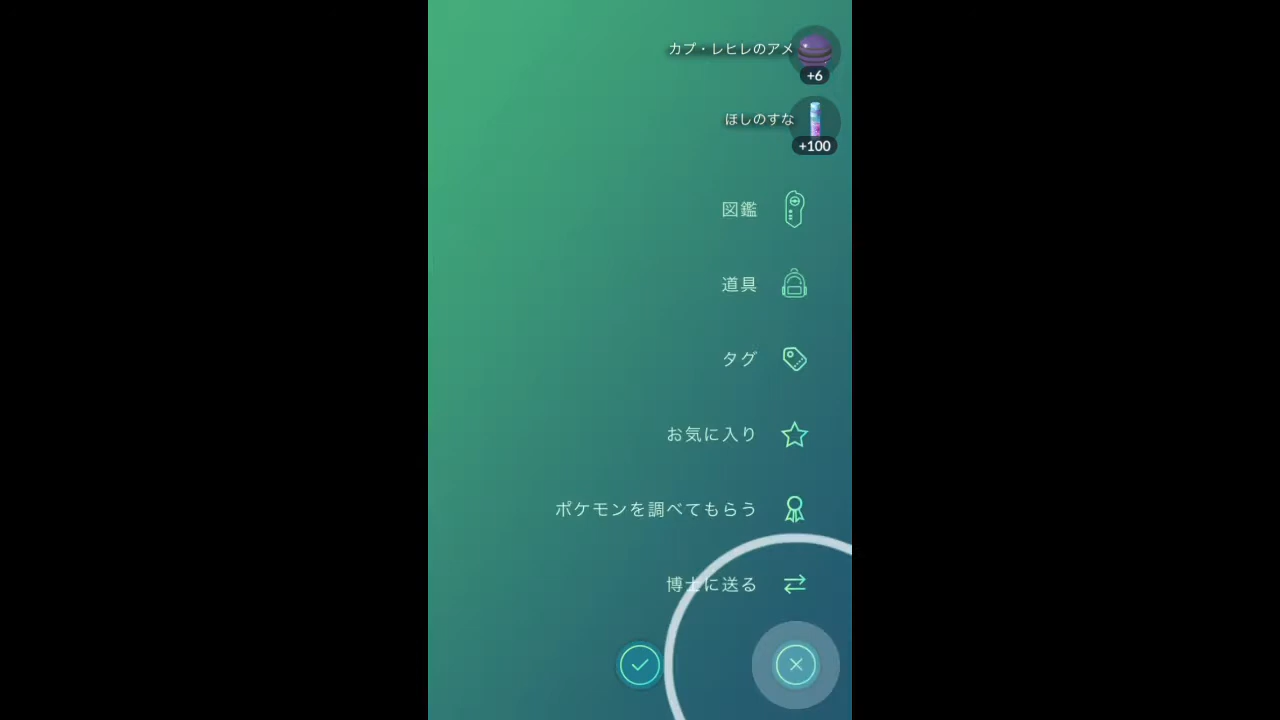 カプ・レヒレのアメ
+6
ほしのすな
+100
図鑑
道具
タグ
お気に入り
ポケモンを調べてもらう
博士に送る